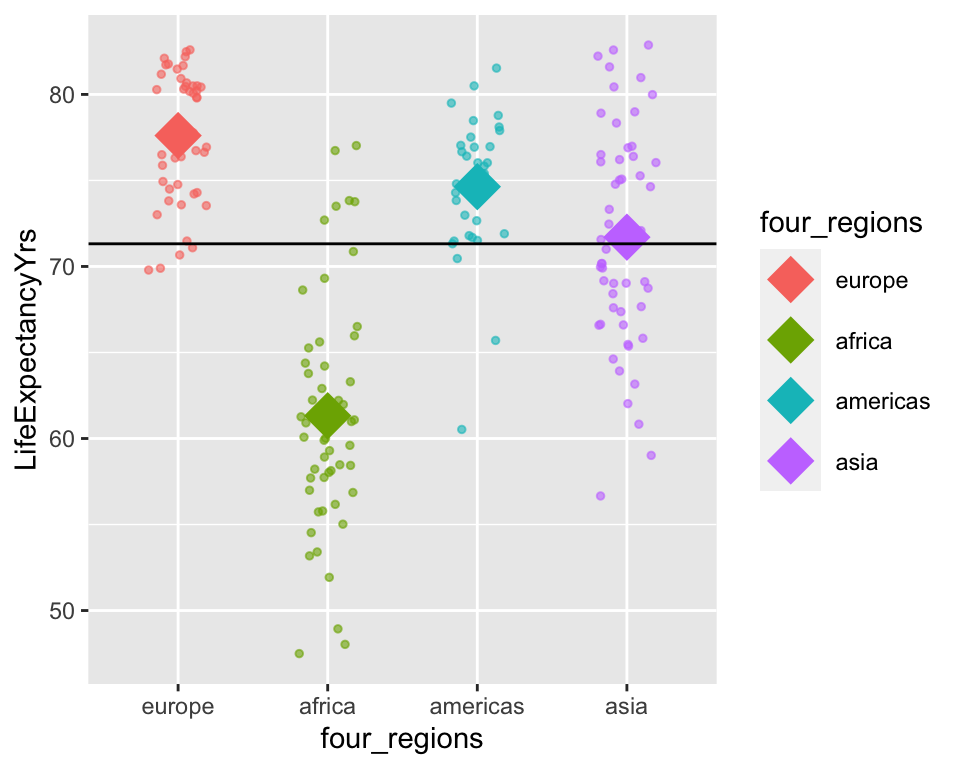 LifeExpectancyYrs
80
70
60
50
europe africa americas asia
four_regions
four_regions
europe
africa
americas
asia